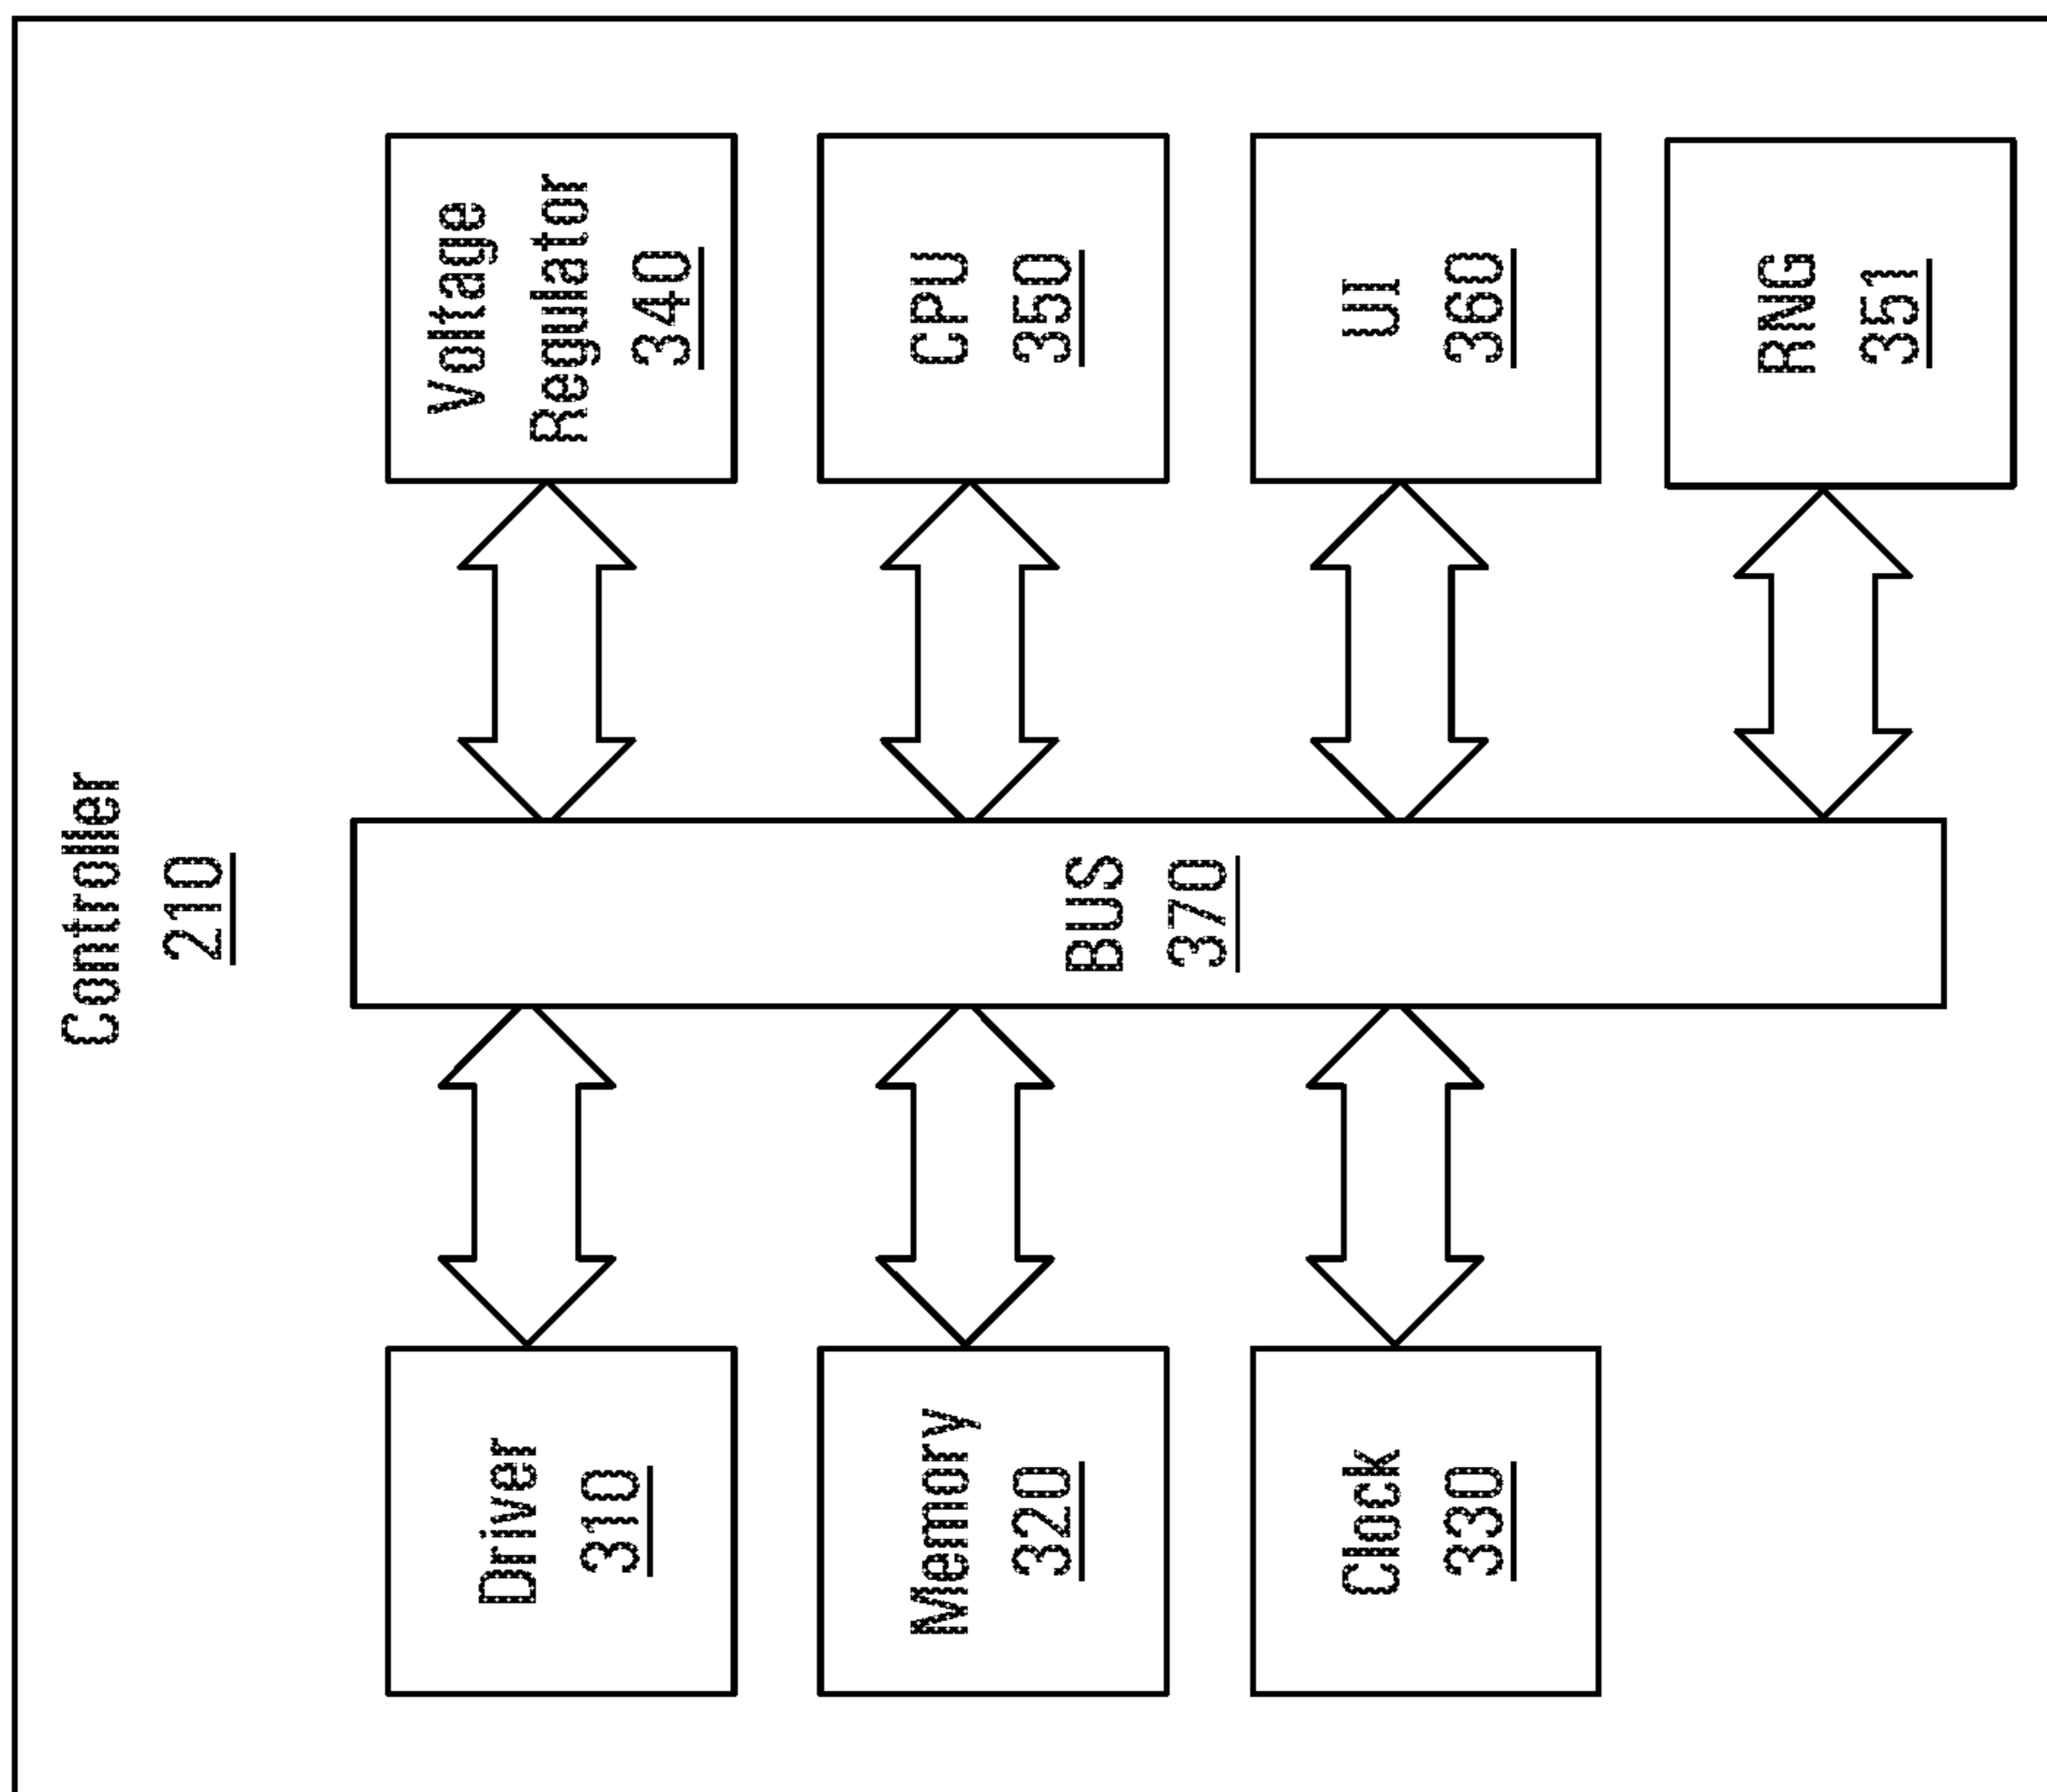 Controller
210
Driver
310
Voltage
Regulator
340
Memory
320
CPU
350
BUS
370
Clock
330
UI
360
RNG
351